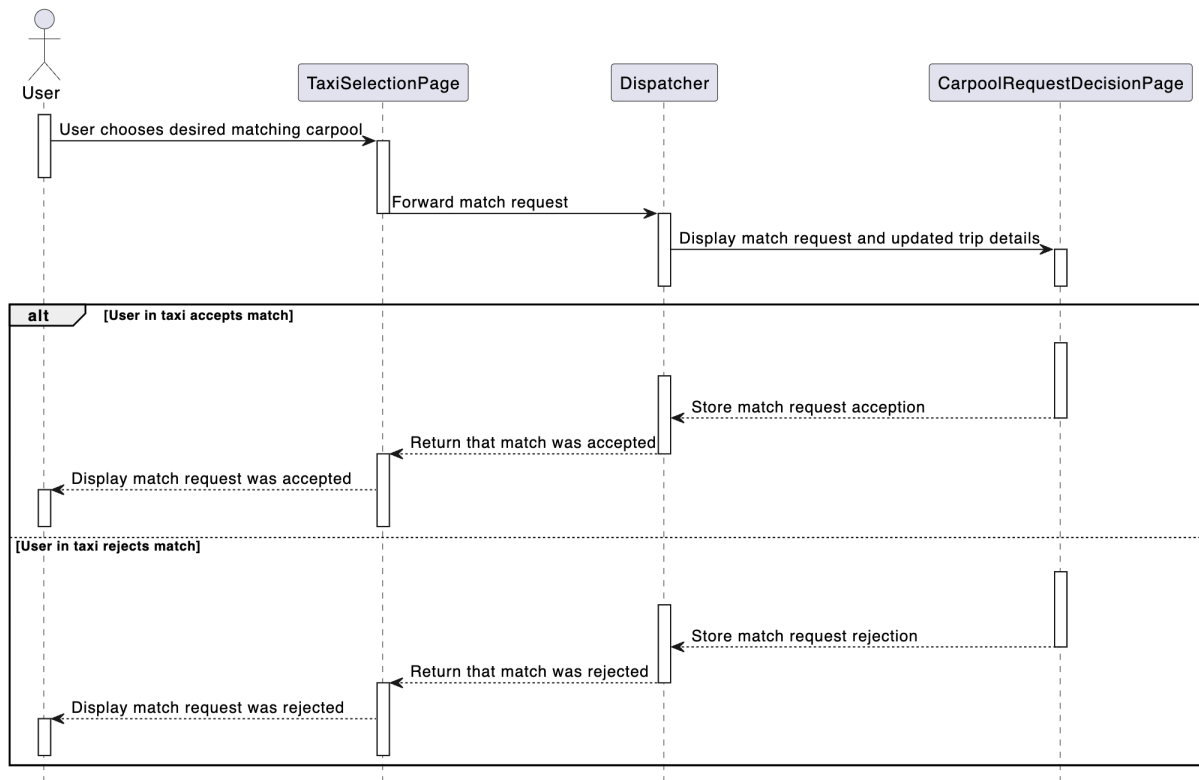 User
TaxiSelectionPage
Dispatcher
CarpoolRequestDecisionPage
User chooses desired matching carpool
Forward match request
Display match request and updated trip details
alt
[User in taxi accepts match]
Store match request acception
Return that match was accepted
Display match request was accepted
[User in taxi rejects match]
Store match request rejection
Return that match was rejected
Display match request was rejected